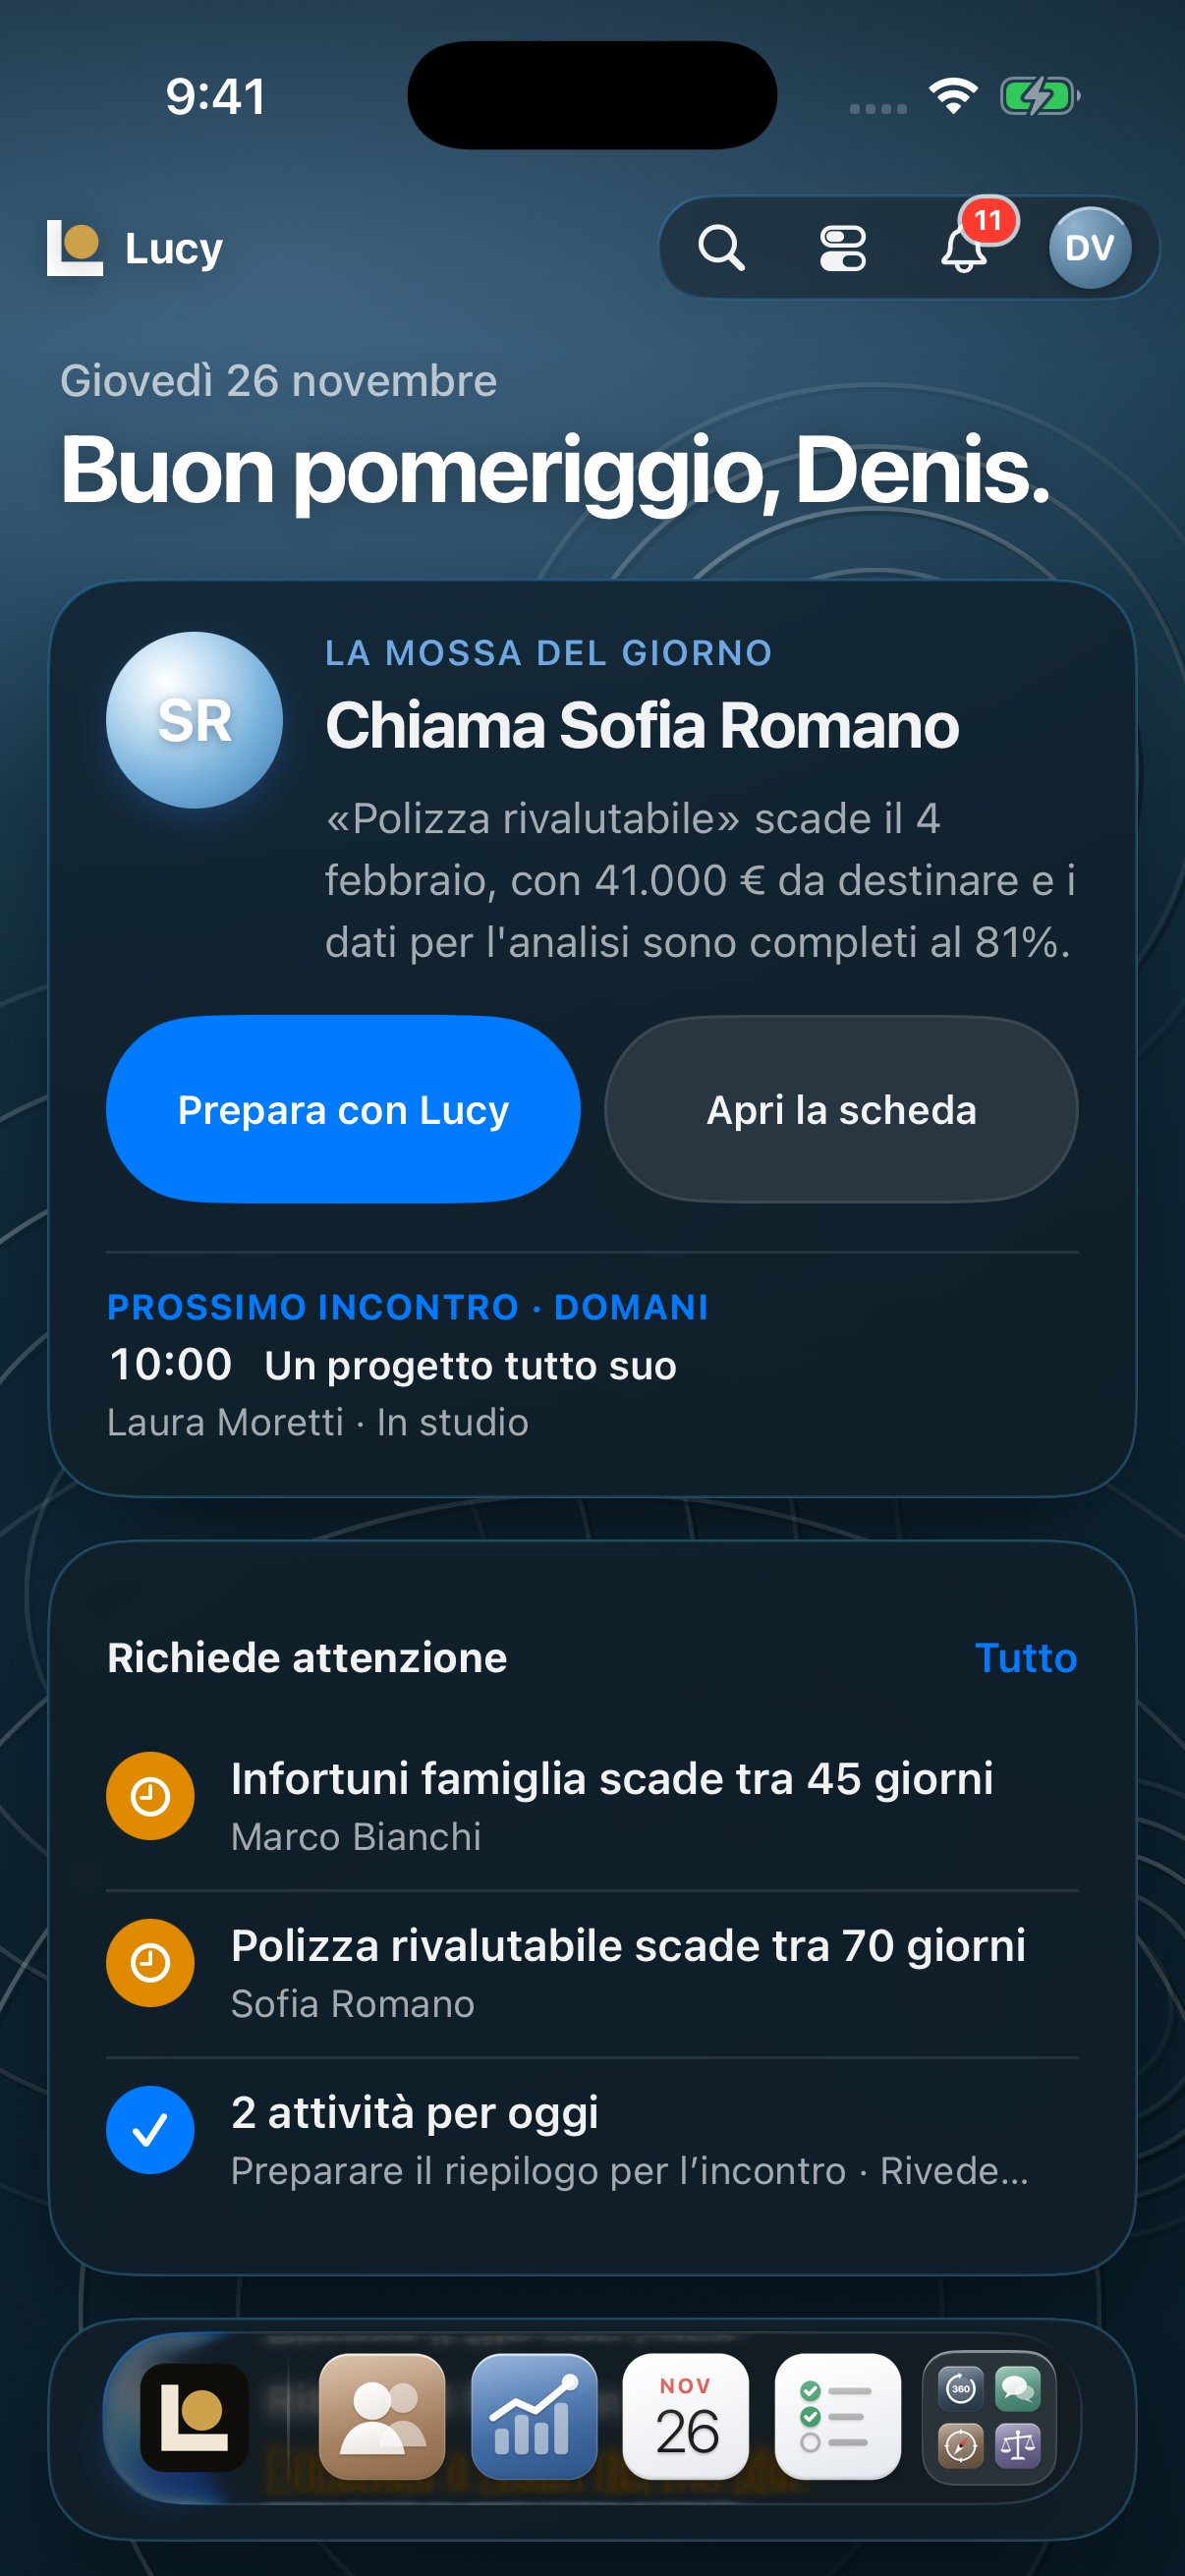 9:41
Lucy
11
DV
Giovedì 26 novembre
Buon pomeriggio, Denis.
SR
LA MOSSA DEL GIORNO
Chiama Sofia Romano
«Polizza rivalutabile» scade il 4
febbraio, con 41.000 € da destinare e i
dati per l'analisi sono completi al 81%.
Prepara con Lucy
Apri la scheda
PROSSIMO INCONTRO · DOMANI
10:00 Un progetto tutto suo
Laura Moretti · In studio
Richiede attenzione
Tutto
Infortuni famiglia scade tra 45 giorni
Marco Bianchi
Polizza rivalutabile scade tra 70 giorni
Sofia Romano
2 attività per oggi
Preparare il riepilogo per l’incontro · Rivede...
NOV
26
360